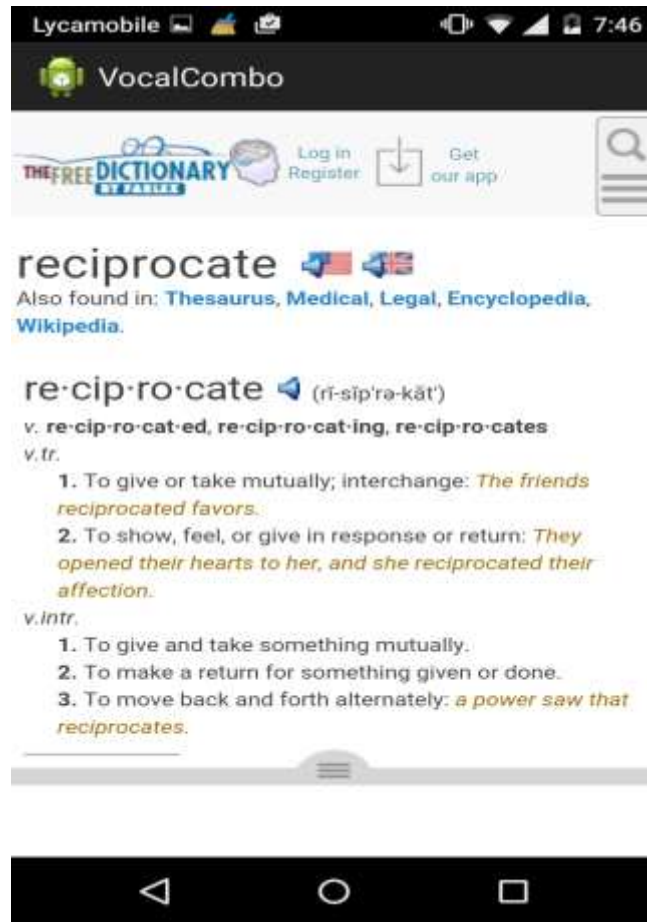 Lycamobile 7:46
VocalCombo
THE FREE DICTIONARY
BY FARLEX
Log in
Register
Get
our app
reciprocate
Also found in: Thesaurus, Medical, Legal, Encyclopedia,
Wikipedia.
re·cip·ro·cate (rĭ-sĭp′rə-kāt′)
v. re·cip·ro·cat·ed, re·cip·ro·cat·ing, re·cip·ro·cates
v.tr.
1. To give or take mutually; interchange: The friends
reciprocated favors.
2. To show, feel, or give in response or return: They
opened their hearts to her, and she reciprocated their
affection.
v.intr.
1. To give and take something mutually.
2. To make a return for something given or done.
3. To move back and forth alternately: a power saw that
reciprocates.